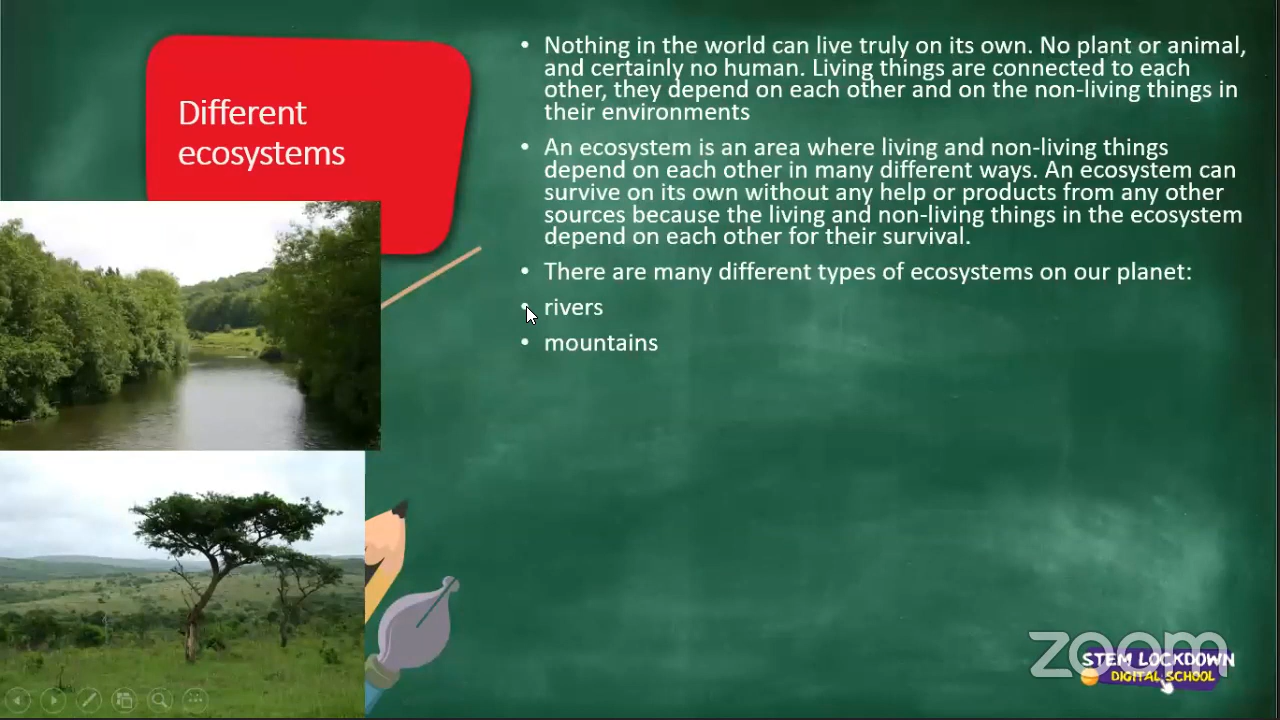 Different
ecosystems
• Nothing in the world can live truly on its own. No plant or animal,
and certainly no human. Living things are connected to each
other, they depend on each other and on the non-living things in
their environments
• An ecosystem is an area where living and non-living things
depend on each other in many different ways. An ecosystem can
survive on its own without any help or products from any other
sources because the living and non-living things in the ecosystem
depend on each other for their survival.
• There are many different types of ecosystems on our planet:
• rivers
• mountains
zoom
STEM LOCKDOWN
DIGITAL SCHOOL